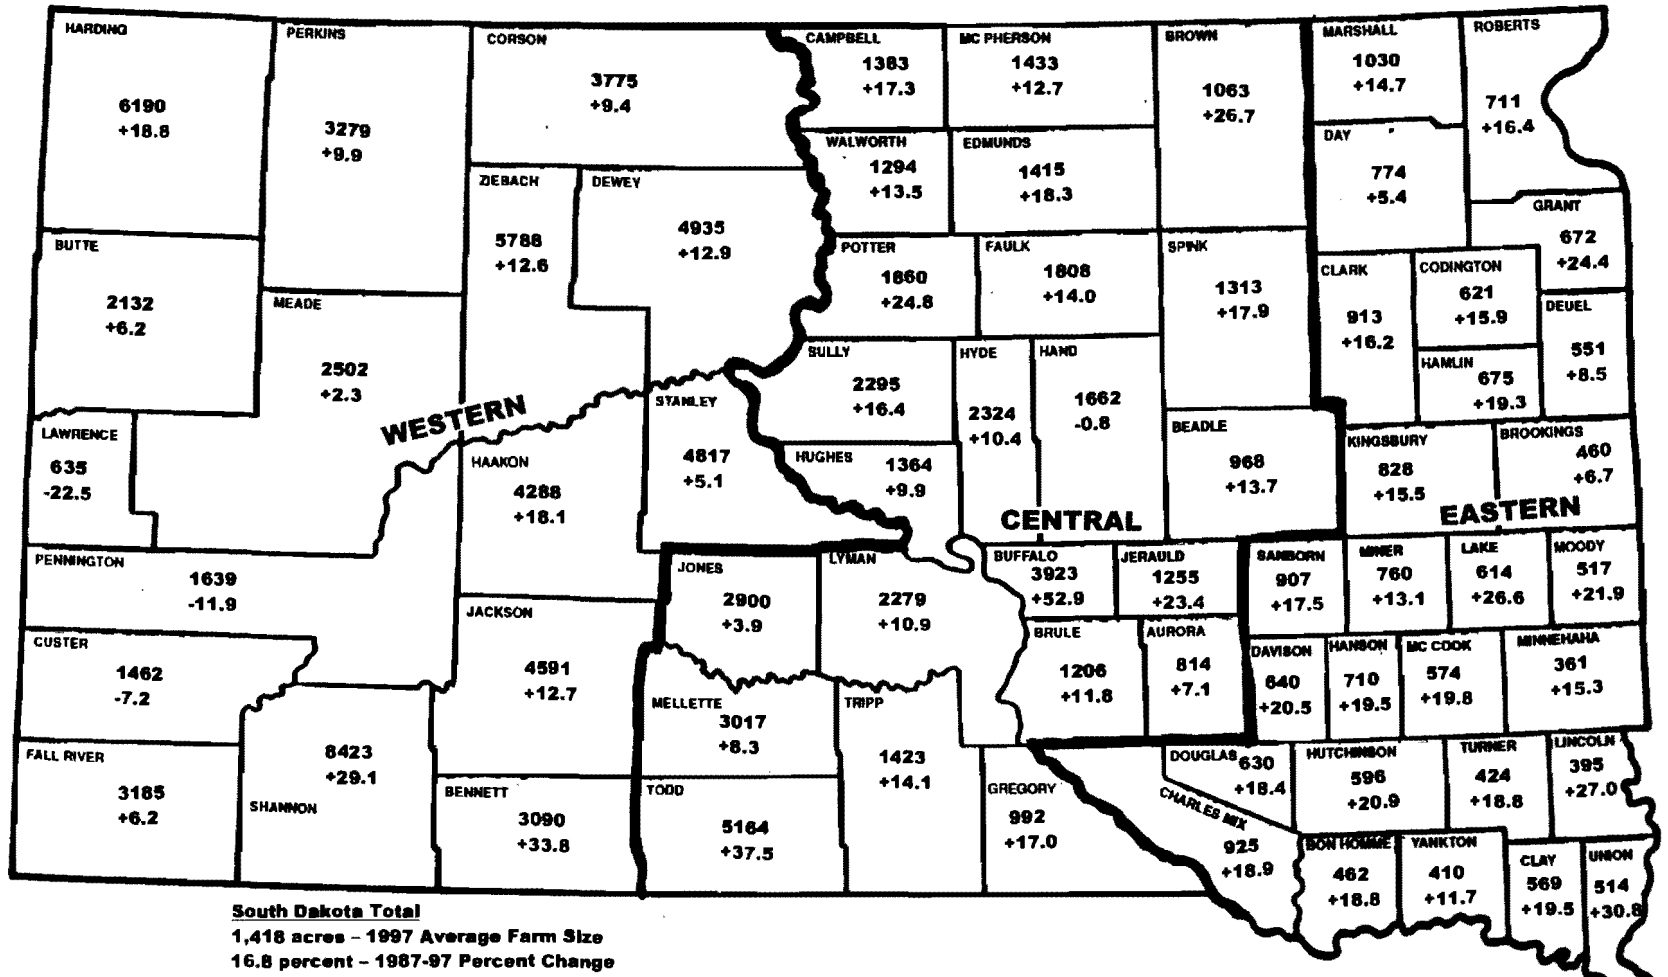 HARDING
6190
+18.8
PERKINS
3279
+9.9
CORSON
3775
+9.4
CAMPBELL
1383
+17.3
MC PHERSON
1433
+12.7
BROWN
1063
+26.7
MARSHALL
1030
+14.7
ROBERTS
711
+16.4
WALWORTH
1294
+13.5
EDMUNDS
1415
+18.3
DAY
774
+5.4
ZIEBACH
5788
+12.6
DEWEY
4935
+12.9
GRANT
672
+24.4
BUTTE
2132
+6.2
MEADE
2502
+2.3
POTTER
1860
+24.8
FAULK
1808
+14.0
SPINK
1313
+17.9
CLARK
913
+16.2
CODINGTON
621
+15.9
DEUEL
551
+8.5
HAMLIN
675
+19.3
SULLY
2295
+16.4
HYDE
2324
+10.4
HAND
1662
-0.8
WESTERN
STANLEY
4817
+5.1
LAWRENCE
635
-22.5
HAAKON
4288
+18.1
HUGHES
1364
+9.9
BEADLE
968
+13.7
KINGSBURY
828
+15.5
BROOKINGS
460
+6.7
CENTRAL
EASTERN
PENNINGTON
1639
-11.9
JONES
2900
+3.9
LYMAN
2279
+10.9
BUFFALO
3923
+52.9
JERAULD
1255
+23.4
SANBORN
907
+17.5
MINER
760
+13.1
LAKE
614
+26.6
MOODY
517
+21.9
CUSTER
1462
-7.2
JACKSON
4591
+12.7
BRULE
1206
+11.8
AURORA
814
+7.1
DAVISON
640
+20.5
HANSON
710
+19.5
MC COOK
574
+19.8
MINNEHAHA
361
+15.3
MELLETTE
3017
+8.3
TRIPP
1423
+14.1
FALL RIVER
3185
+6.2
8423
+29.1
SHANNON
BENNETT
3090
+33.8
TODD
5164
+37.5
GREGORY
992
+17.0
DOUGLAS
630
+18.4
HUTCHINSON
596
+20.9
TURNER
424
+18.8
LINCOLN
395
+27.0
CHARLES MIX
925
+18.9
BON HOMME
462
+18.8
YANKTON
410
+11.7
CLAY
569
+19.5
UNION
514
+30.8
South Dakota Total
1,418 acres – 1997 Average Farm Size
16.8 percent – 1987-97 Percent Change